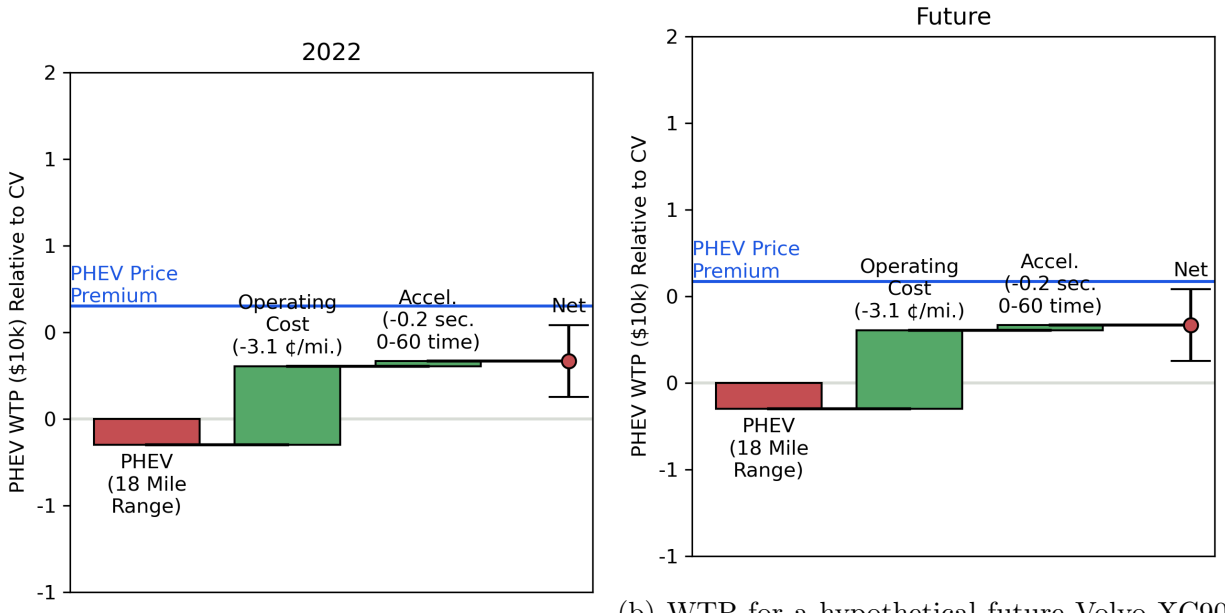 2022
2
1
1
0
0
-1
-1
PHEV WTP ($10k) Relative to CV
PHEV Price
Premium
Operating
Cost
(-3.1 ¢/mi.)
Accel.
(-0.2 sec.
0-60 time)
Net
PHEV
(18 Mile
Range)
Future
2
1
1
0
0
-1
-1
PHEV WTP ($10k) Relative to CV
PHEV Price
Premium
Operating
Cost
(-3.1 ¢/mi.)
Accel.
(-0.2 sec.
0-60 time)
Net
PHEV
(18 Mile
Range)
(b) WTP for a hypothetical future Volvo XC90